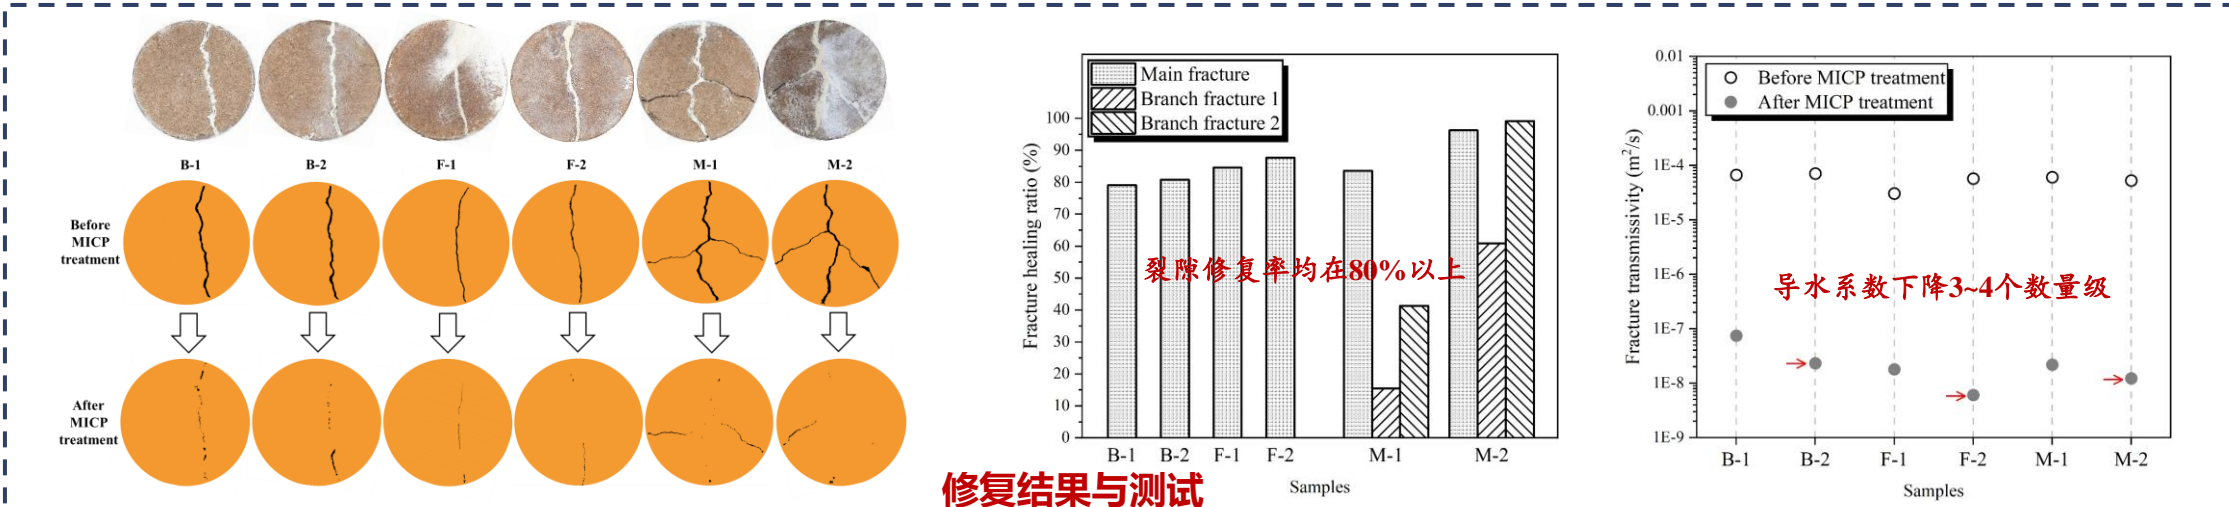 B-1 B-2 F-1 F-2 M-1 M-2
Before
MICP
treatment
After
MICP
treatment
Main fracture
Branch fracture 1
Branch fracture 2
Fracture healing ratio (%)
100
90
80
70
60
50
40
30
20
10
0
裂隙修复率均在80%以上
B-1 B-2 F-1 F-2 M-1 M-2
Samples
Before MICP treatment
After MICP treatment
Fracture transmissivity (m²/s)
0.01
0.001
1E-4
1E-5
1E-6
1E-7
1E-8
1E-9
导水系数下降3~4个数量级
B-1 B-2 F-1 F-2 M-1 M-2
Samples
修复结果与测试